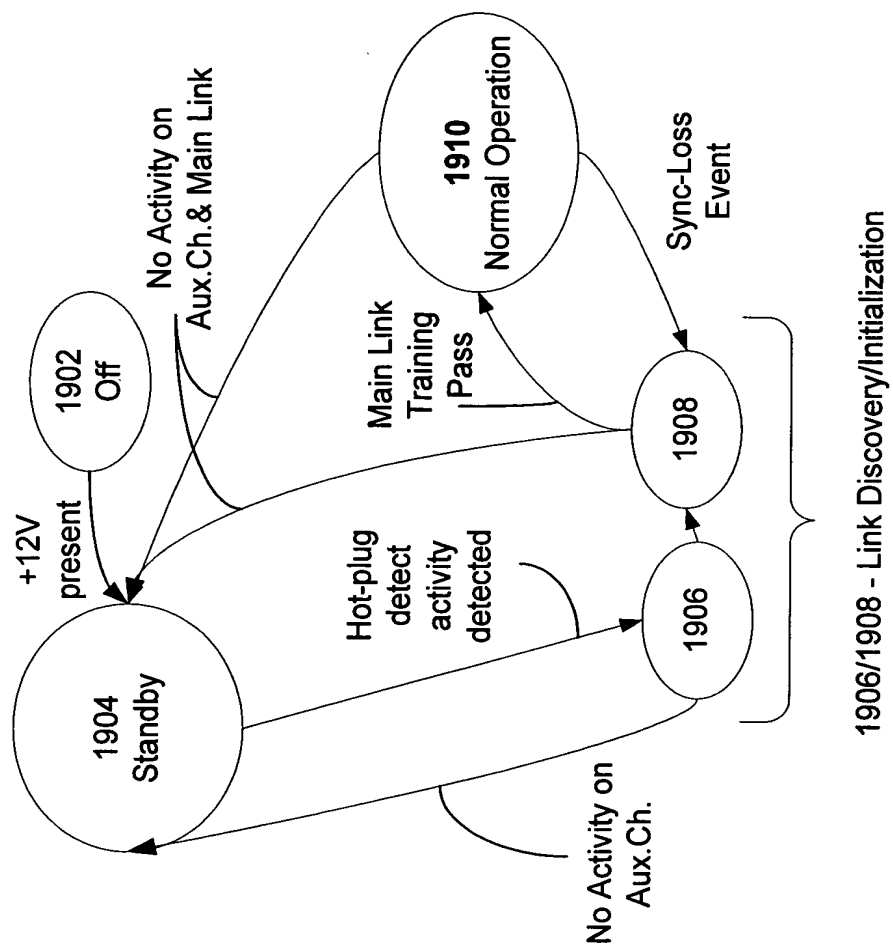 1902
Off
+12V
present
No Activity on
Aux.Ch.& Main Link
1904
Standby
1910
Normal Operation
Main Link
Training
Pass
Hot-plug
detect
activity
detected
Sync-Loss
Event
No Activity on
Aux.Ch.
1906
1908
1906/1908 - Link Discovery/Initialization